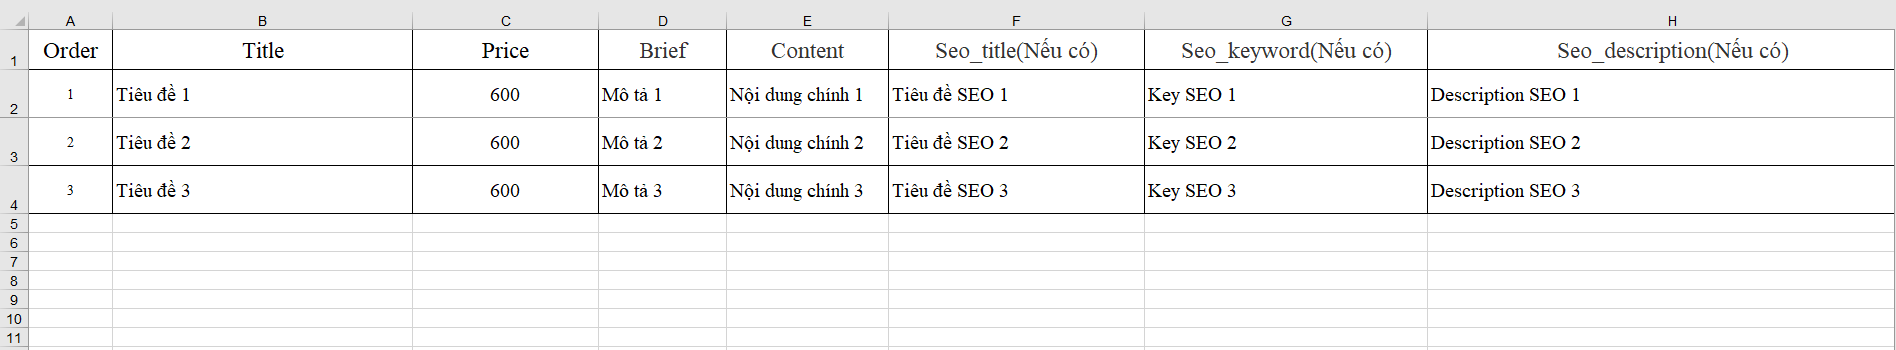 A B C D E F G H
1 Order Title Price Brief Content Seo_title(Nếu có) Seo_keyword(Nếu có) Seo_description(Nếu có)
2 1 Tiêu đề 1 600 Mô tả 1 Nội dung chính 1 Tiêu đề SEO 1 Key SEO 1 Description SEO 1
3 2 Tiêu đề 2 600 Mô tả 2 Nội dung chính 2 Tiêu đề SEO 2 Key SEO 2 Description SEO 2
4 3 Tiêu đề 3 600 Mô tả 3 Nội dung chính 3 Tiêu đề SEO 3 Key SEO 3 Description SEO 3
5
6
7
8
9
10
11